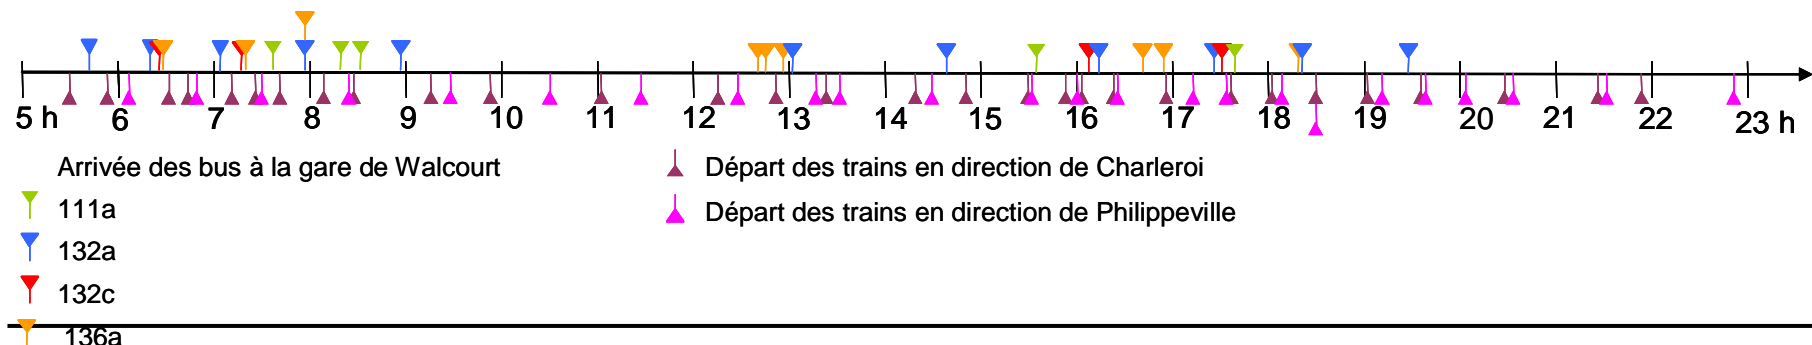 5 h 6 7 8 9 10 11 12 13 14 15 16 17 18 19 20 21 22 23 h
Arrivée des bus à la gare de Walcourt
Départ des trains en direction de Charleroi
111a
Départ des trains en direction de Philippeville
132a
132c
136a